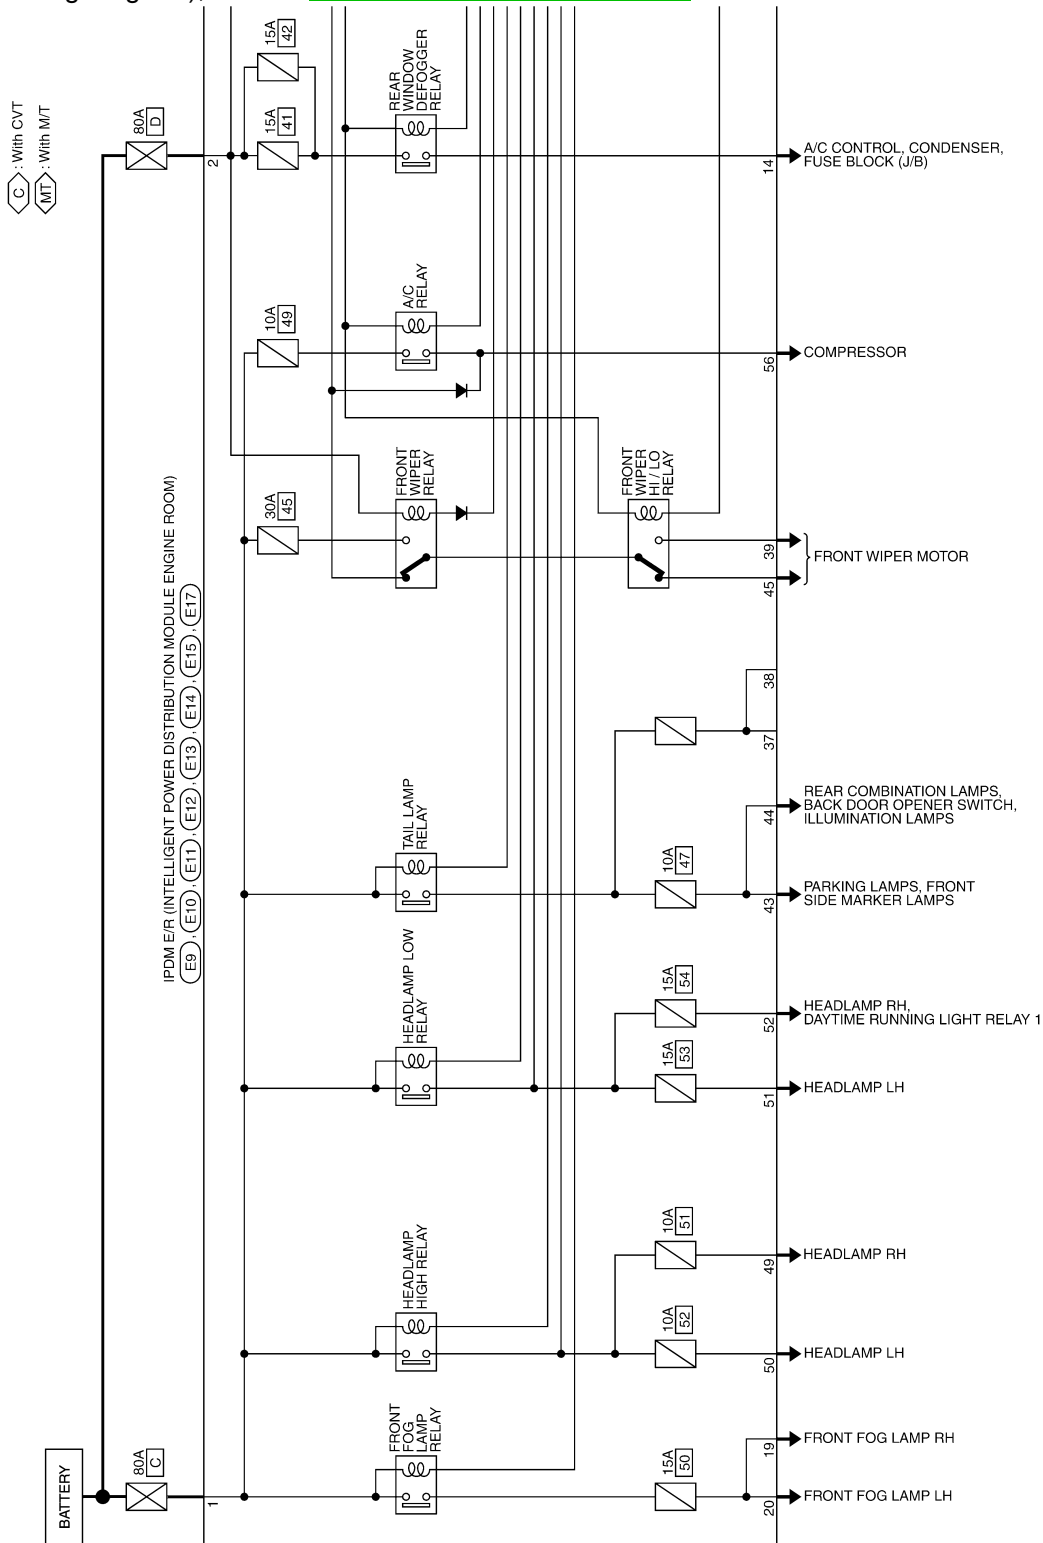 15A
42
REAR
WINDOW
DEFOGGER
RELAY
C : With CVT
MT : With M/T
80A
D
15A
41
2
14
A/C CONTROL, CONDENSER,
FUSE BLOCK (J/B)
10A
49
A/C
RELAY
56
COMPRESSOR
30A
45
FRONT
WIPER
RELAY
FRONT
WIPER
HI / LO
RELAY
39
45
FRONT WIPER MOTOR
IPDM E/R (INTELLIGENT POWER DISTRIBUTION MODULE ENGINE ROOM)
E9 , E10 , E11 , E12 , E13 , E14 , E15 , E17
38
37
TAIL LAMP
RELAY
10A
47
44
REAR COMBINATION LAMPS,
BACK DOOR OPENER SWITCH,
ILLUMINATION LAMPS
43
PARKING LAMPS, FRONT
SIDE MARKER LAMPS
HEADLAMP LOW
RELAY
15A
54
52
HEADLAMP RH,
DAYTIME RUNNING LIGHT RELAY 1
15A
53
51
HEADLAMP LH
HEADLAMP
HIGH RELAY
10A
51
49
HEADLAMP RH
10A
52
50
HEADLAMP LH
BATTERY
80A
C
1
FRONT
FOG
LAMP
RELAY
15A
50
19
FRONT FOG LAMP RH
20
FRONT FOG LAMP LH